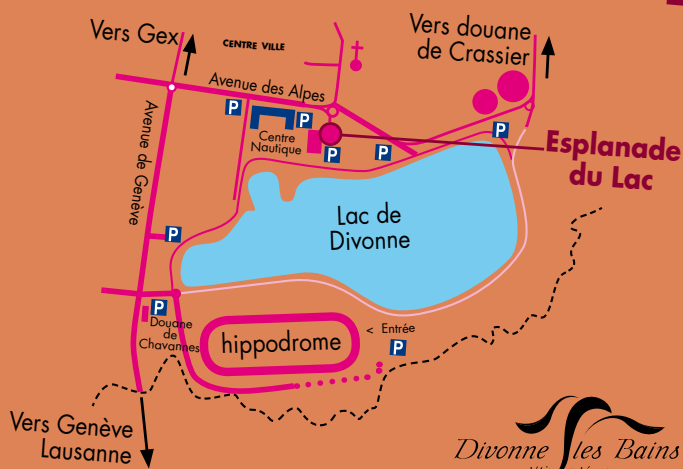 Vers Gex
CENTRE VILLE
Vers douane
de Crassier
Avenue des Alpes
P
P
Centre
Nautique
P
P
P
Esplanade
du Lac
Avenue de Genève
Lac de
Divonne
P
P
Douane
de
Chavannes
hippodrome
< Entrée
P
Vers Genève
Lausanne
Divonne les Bains